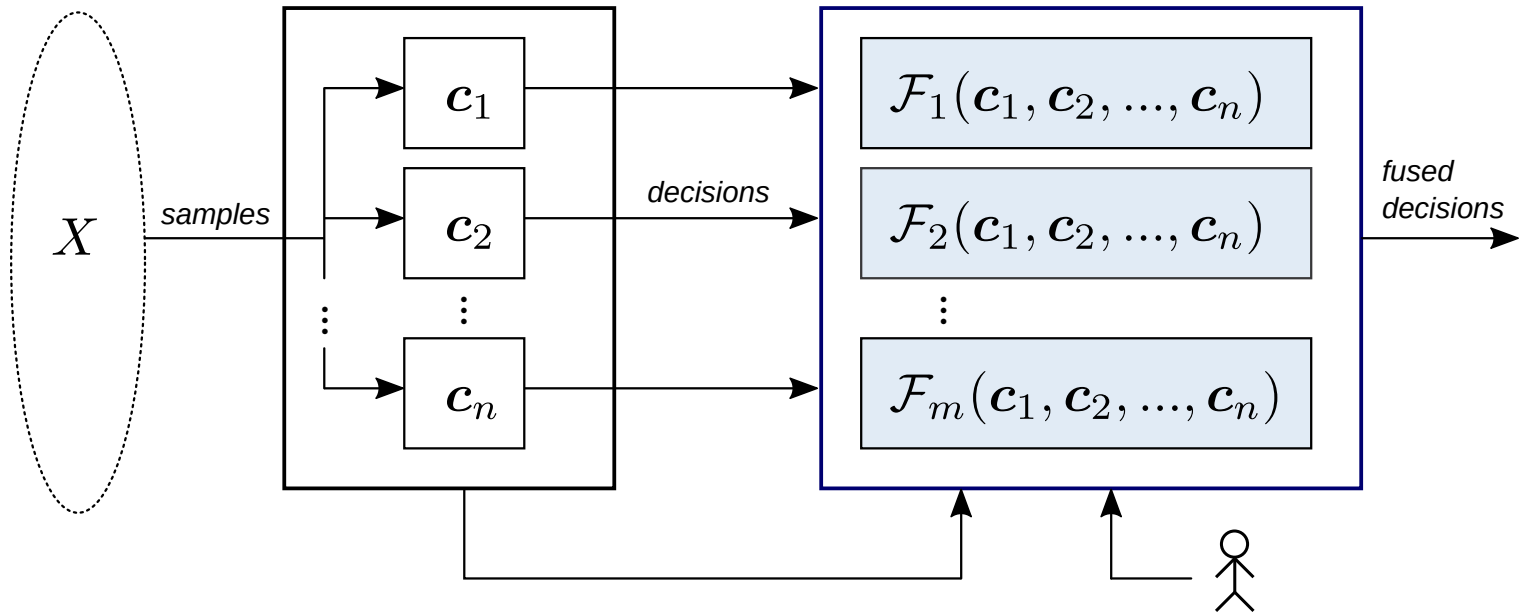 X
samples
c₁
c₂
⋮
⋮
cₙ
decisions
ℱ₁(c₁, c₂, ..., cₙ)
ℱ₂(c₁, c₂, ..., cₙ)
⋮
ℱₘ(c₁, c₂, ..., cₙ)
fused
decisions